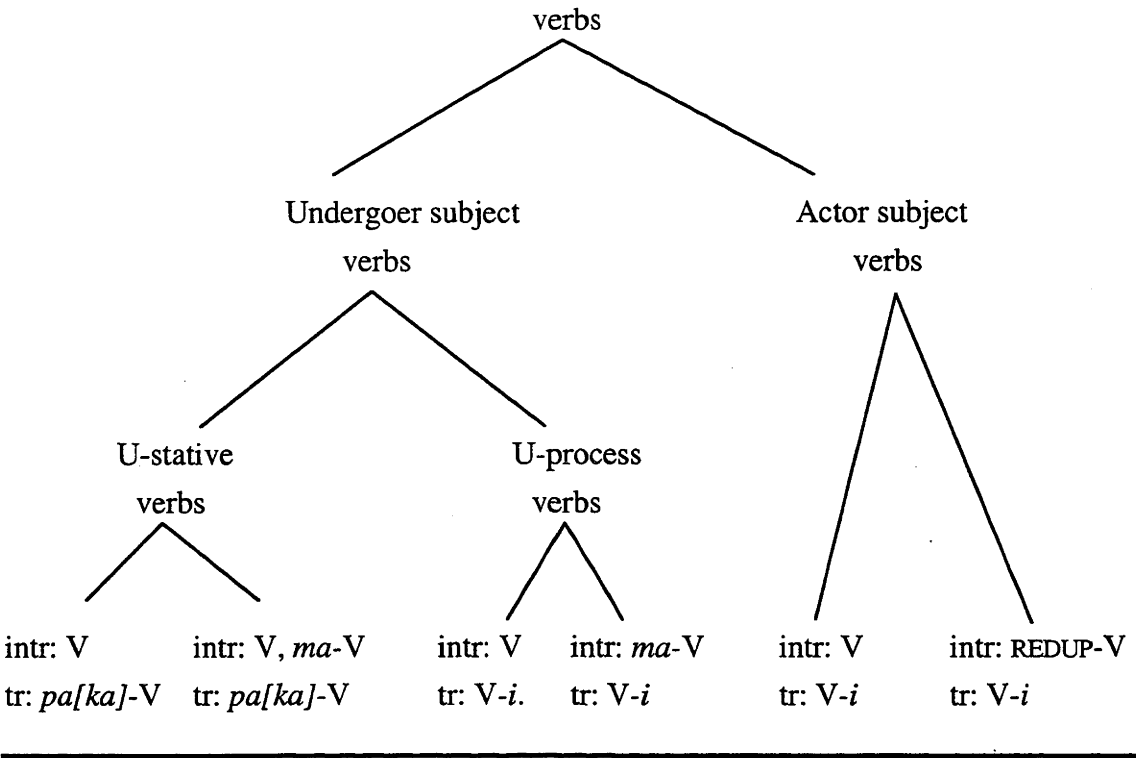 verbs
Undergoer subject Actor subject
verbs verbs
U-stative U-process
verbs verbs
intr: V intr: V, ma-V intr: V intr: ma-V intr: V intr: REDUP-V
tr: pa[ka]-V tr: pa[ka]-V tr: V-i. tr: V-i tr: V-i tr: V-i